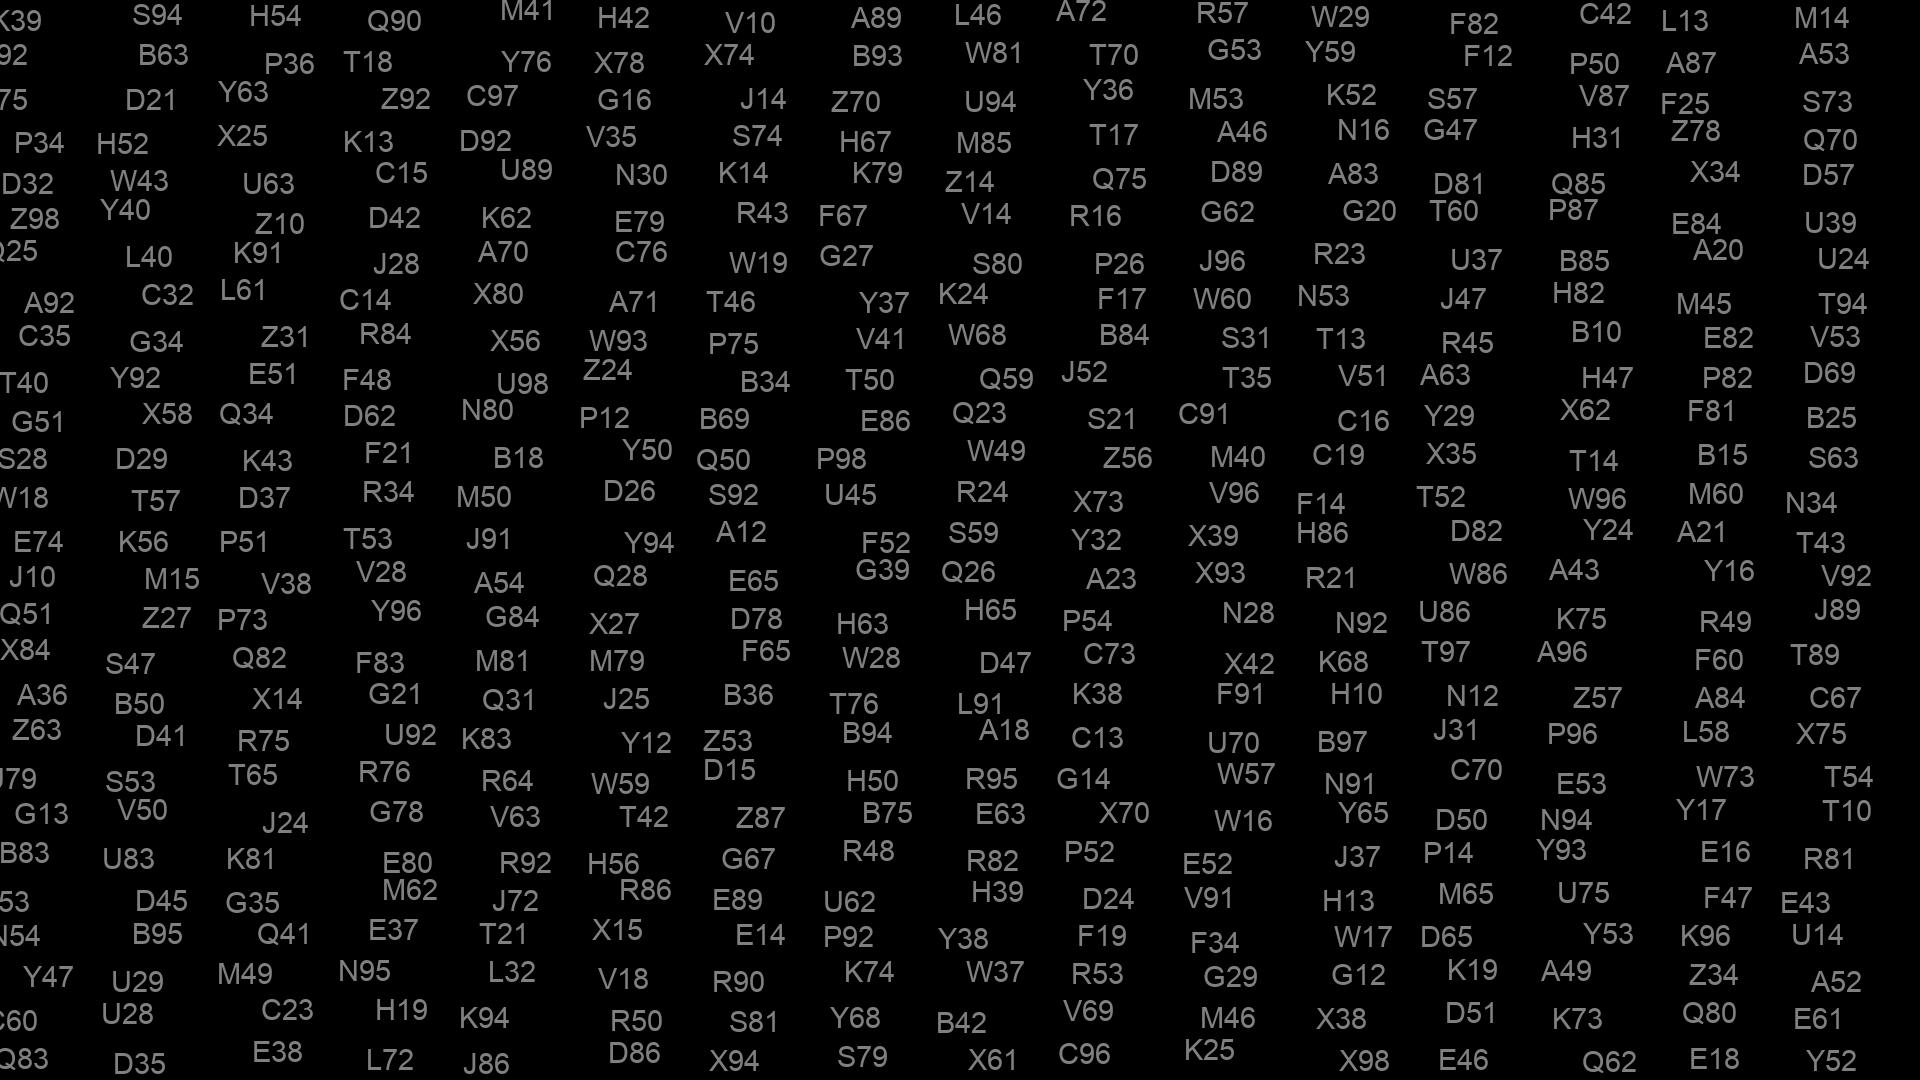 K39 S94 H54 Q90 M41 H42 V10 A89 L46 A72 R57 W29 F82 C42 L13 M14
92 B63 P36 T18 Y76 X78 X74 B93 W81 T70 G53 Y59 F12 P50 A87 A53
75 D21 Y63 Z92 C97 G16 J14 Z70 U94 Y36 M53 K52 S57 V87 F25 S73
P34 H52 X25 K13 D92 V35 S74 H67 M85 T17 A46 N16 G47 H31 Z78 Q70
D32 W43 U63 C15 U89 N30 K14 K79 Z14 Q75 D89 A83 D81 Q85 X34 D57
Z98 Y40 Z10 D42 K62 E79 R43 F67 V14 R16 G62 G20 T60 P87 E84 U39
Q25 L40 K91 J28 A70 C76 W19 G27 S80 P26 J96 R23 U37 B85 A20 U24
A92 C32 L61 C14 X80 A71 T46 Y37 K24 F17 W60 N53 J47 H82 M45 T94
C35 G34 Z31 R84 X56 W93 P75 V41 W68 B84 S31 T13 R45 B10 E82 V53
T40 Y92 E51 F48 U98 Z24 B34 T50 Q59 J52 T35 V51 A63 H47 P82 D69
G51 X58 Q34 D62 N80 P12 B69 E86 Q23 S21 C91 C16 Y29 X62 F81 B25
S28 D29 K43 F21 B18 Y50 Q50 P98 W49 Z56 M40 C19 X35 T14 B15 S63
W18 T57 D37 R34 M50 D26 S92 U45 R24 X73 V96 F14 T52 W96 M60 N34
E74 K56 P51 T53 J91 Y94 A12 F52 S59 Y32 X39 H86 D82 Y24 A21 T43
J10 M15 V38 V28 A54 Q28 E65 G39 Q26 A23 X93 R21 W86 A43 Y16 V92
Q51 Z27 P73 Y96 G84 X27 D78 H63 H65 P54 N28 N92 U86 K75 R49 J89
X84 S47 Q82 F83 M81 M79 F65 W28 D47 C73 X42 K68 T97 A96 F60 T89
A36 B50 X14 G21 Q31 J25 B36 T76 L91 K38 F91 H10 N12 Z57 A84 C67
Z63 D41 R75 U92 K83 Y12 Z53 B94 A18 C13 U70 B97 J31 P96 L58 X75
79 S53 T65 R76 R64 W59 D15 H50 R95 G14 W57 N91 C70 E53 W73 T54
G13 V50 J24 G78 V63 T42 Z87 B75 E63 X70 W16 Y65 D50 N94 Y17 T10
B83 U83 K81 E80 R92 H56 G67 R48 R82 P52 E52 J37 P14 Y93 E16 R81
53 D45 G35 M62 J72 R86 E89 U62 H39 D24 V91 H13 M65 U75 F47 E43
N54 B95 Q41 E37 T21 X15 E14 P92 Y38 F19 F34 W17 D65 Y53 K96 U14
Y47 U29 M49 N95 L32 V18 R90 K74 W37 R53 G29 G12 K19 A49 Z34 A52
C60 U28 C23 H19 K94 R50 S81 Y68 B42 V69 M46 X38 D51 K73 Q80 E61
Q83 D35 E38 L72 J86 D86 X94 S79 X61 C96 K25 X98 E46 Q62 E18 Y52